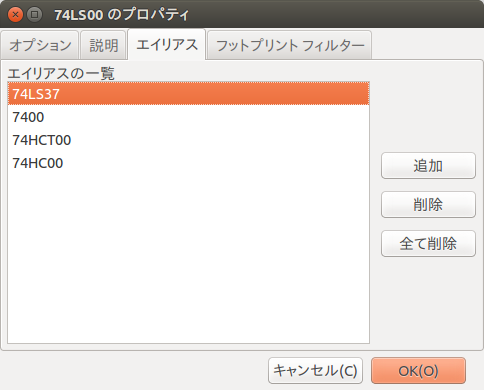 74LS00 のプロパティ
オプション 説明 エイリアス フットプリント フィルター
エイリアスの一覧
74LS37
7400
74HCT00
74HC00
追加
削除
全て削除
キャンセル(C) OK(O)